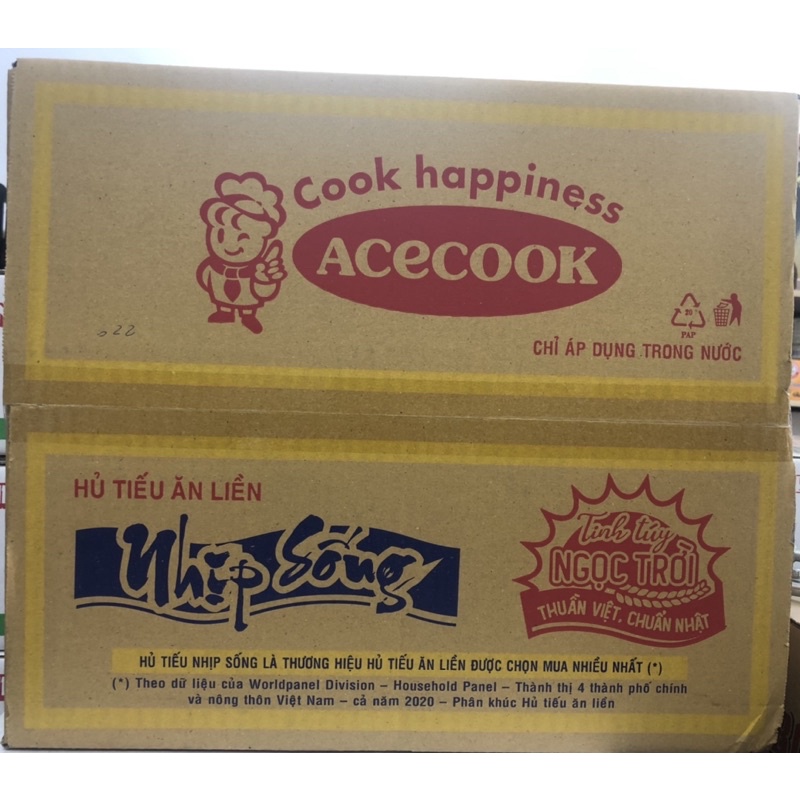 Cook happiness
ACECOOK
20
PAP
CHỈ ÁP DỤNG TRONG NƯỚC
022
HỦ TIẾU ĂN LIỀN
Nhịp Sống
Tinh túy
NGỌC TRỜI
THUẦN VIỆT, CHUẨN NHẬT
HỦ TIẾU NHỊP SỐNG LÀ THƯƠNG HIỆU HỦ TIẾU ĂN LIỀN ĐƯỢC CHỌN MUA NHIỀU NHẤT (*)
(*) Theo dữ liệu của Worldpanel Division – Household Panel – Thành thị 4 thành phố chính
và nông thôn Việt Nam – cả năm 2020 – Phân khúc Hủ tiếu ăn liền